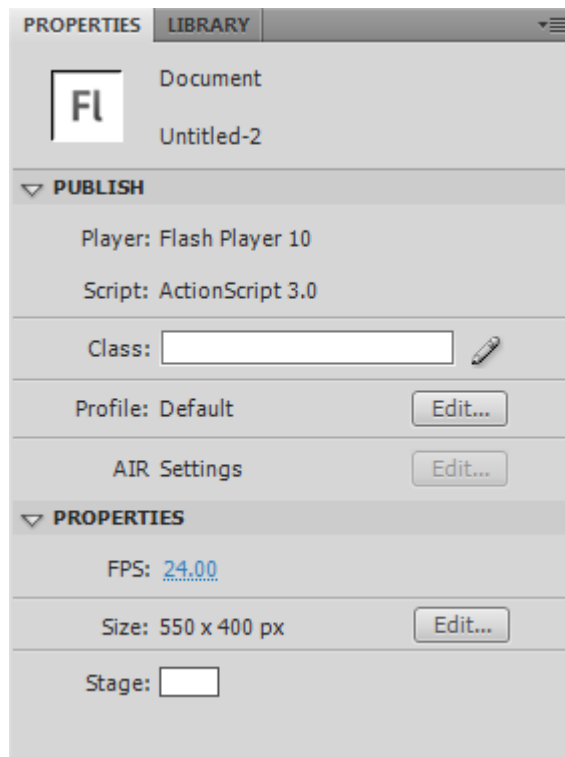 PROPERTIES LIBRARY
Document
Fl
Untitled-2
PUBLISH
Player: Flash Player 10
Script: ActionScript 3.0
Class:
Profile: Default Edit...
AIR Settings Edit...
PROPERTIES
FPS: 24.00
Size: 550 x 400 px Edit...
Stage: